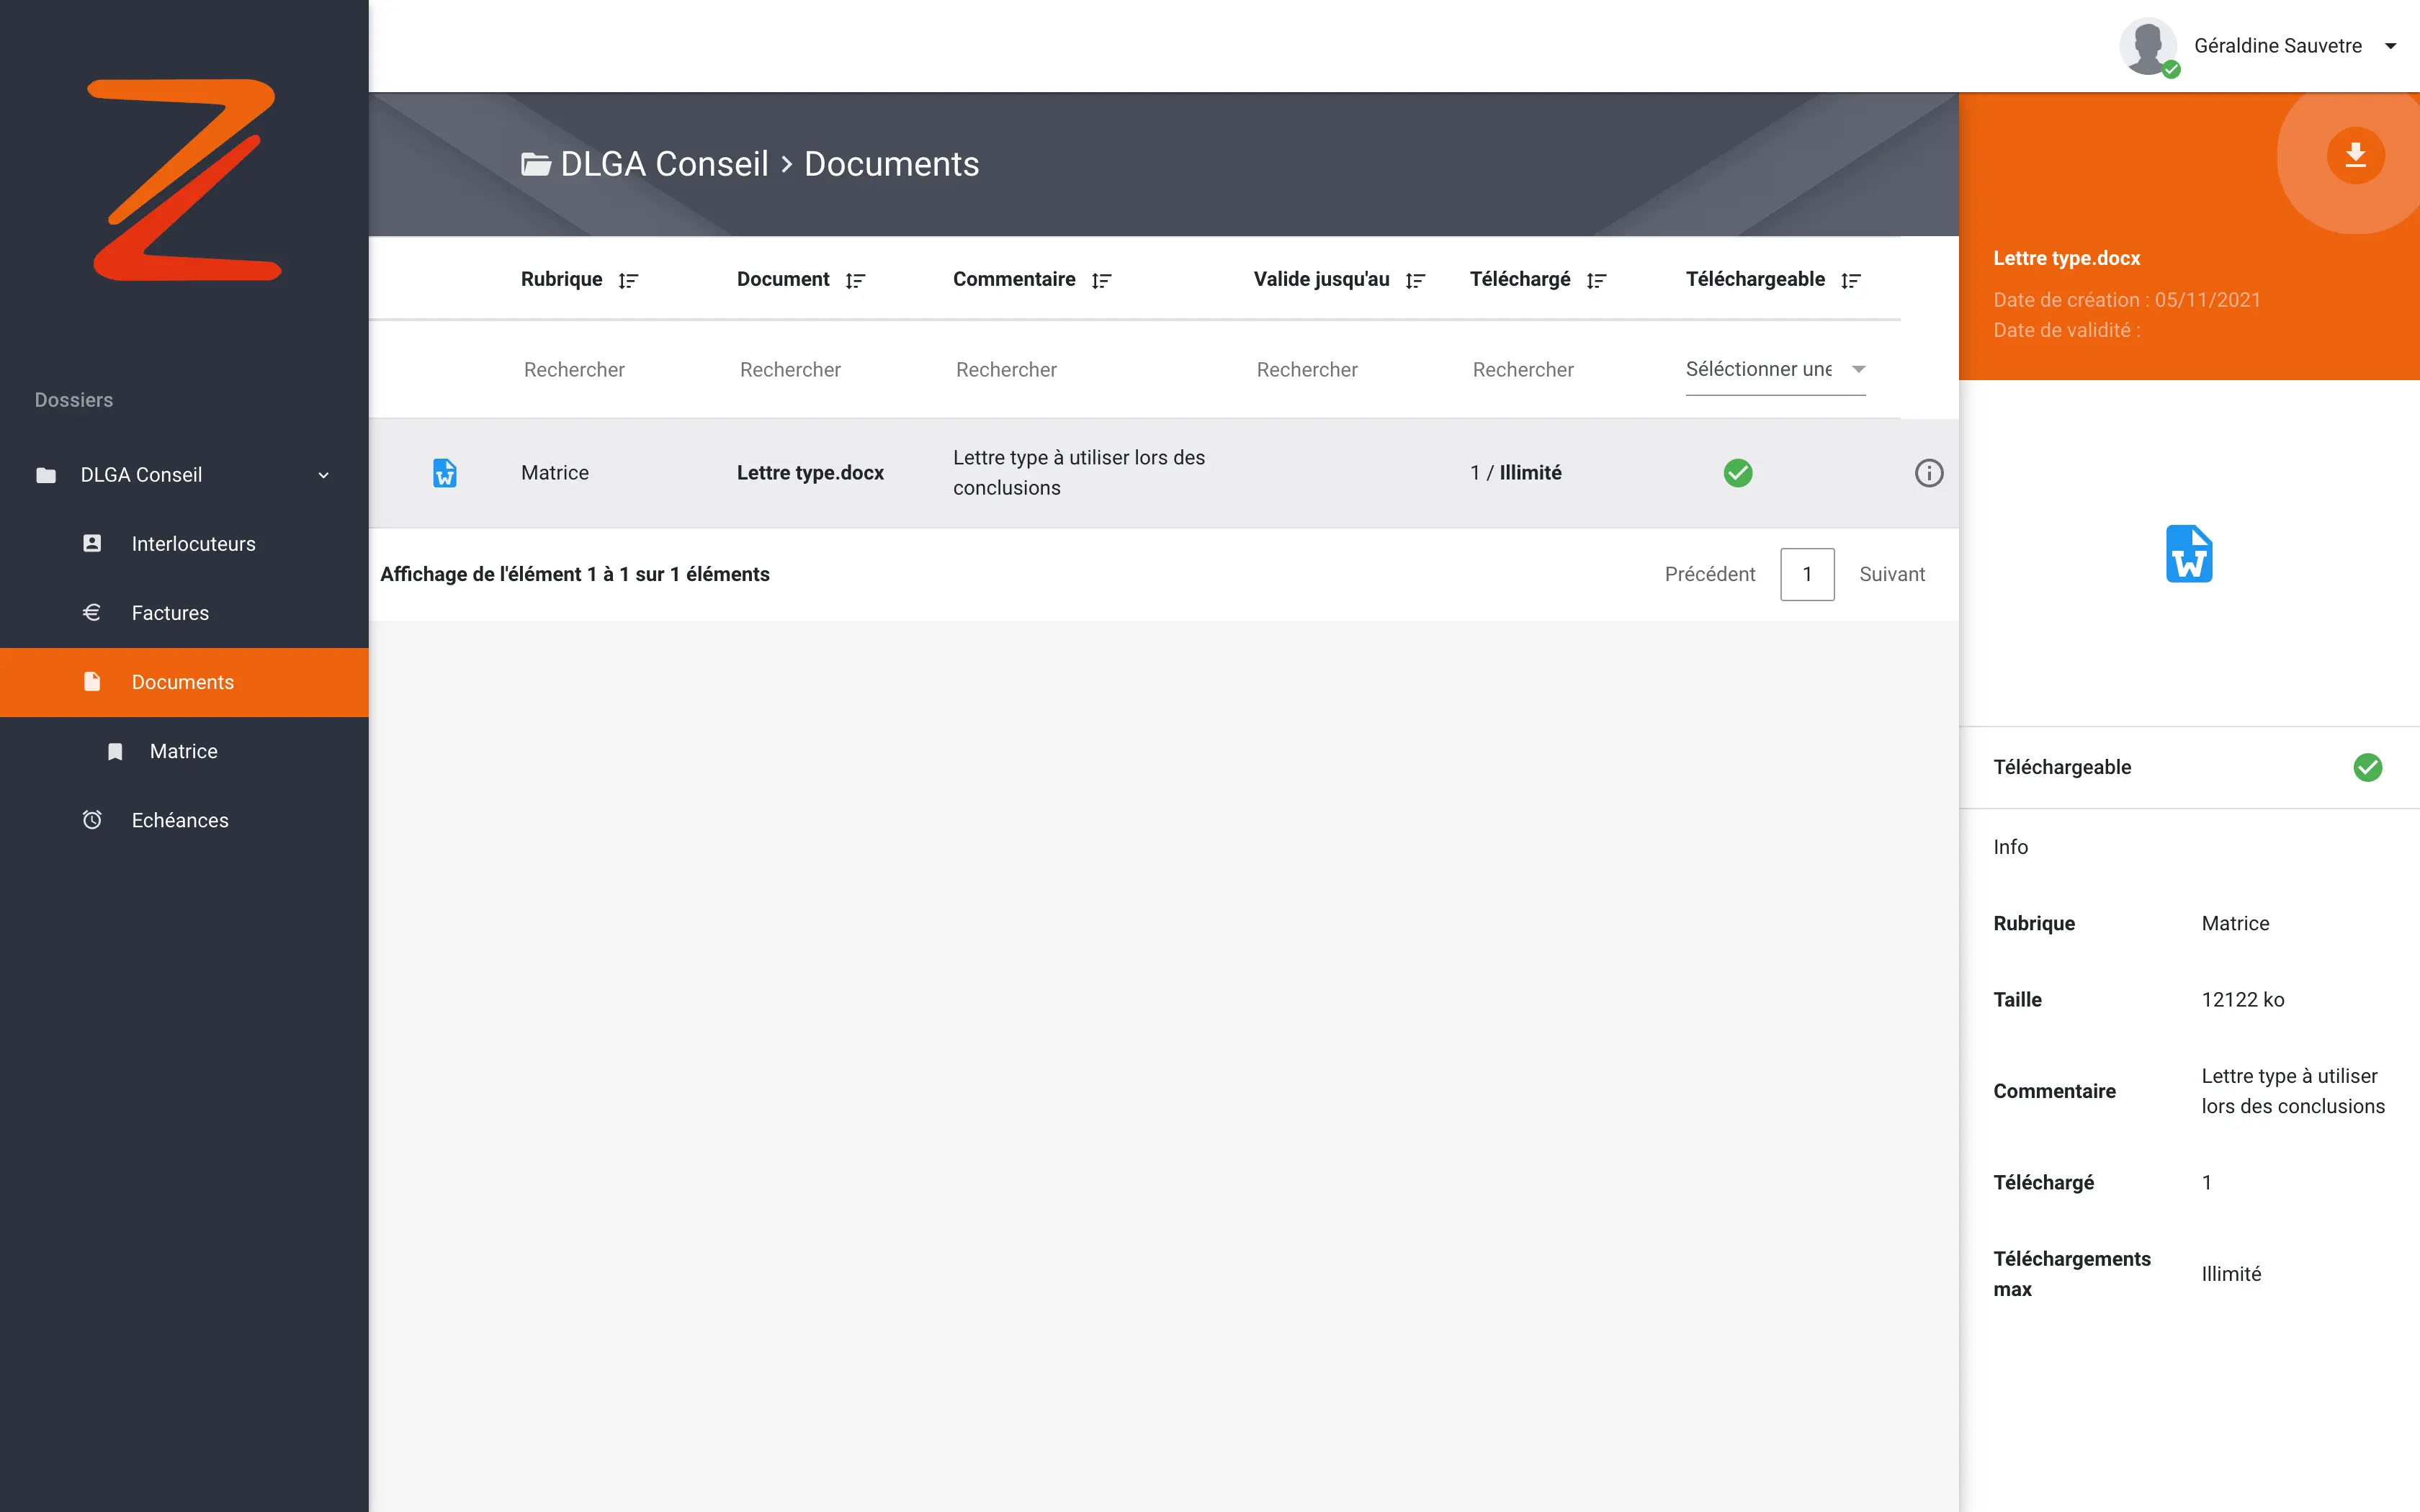 Géraldine Sauvetre
Dossiers
DLGA Conseil
Interlocuteurs
Factures
Documents
Matrice
Echéances
DLGA Conseil > Documents
Rubrique Document Commentaire Valide jusqu'au Téléchargé Téléchargeable
Rechercher Rechercher Rechercher Rechercher Rechercher Séléctionner une
Matrice Lettre type.docx Lettre type à utiliser lors des 1 / Illimité
conclusions
Affichage de l'élément 1 à 1 sur 1 éléments Précédent 1 Suivant
Lettre type.docx
Date de création : 05/11/2021
Date de validité :
Téléchargeable
Info
Rubrique Matrice
Taille 12122 ko
Commentaire Lettre type à utiliser
lors des conclusions
Téléchargé 1
Téléchargements
max Illimité